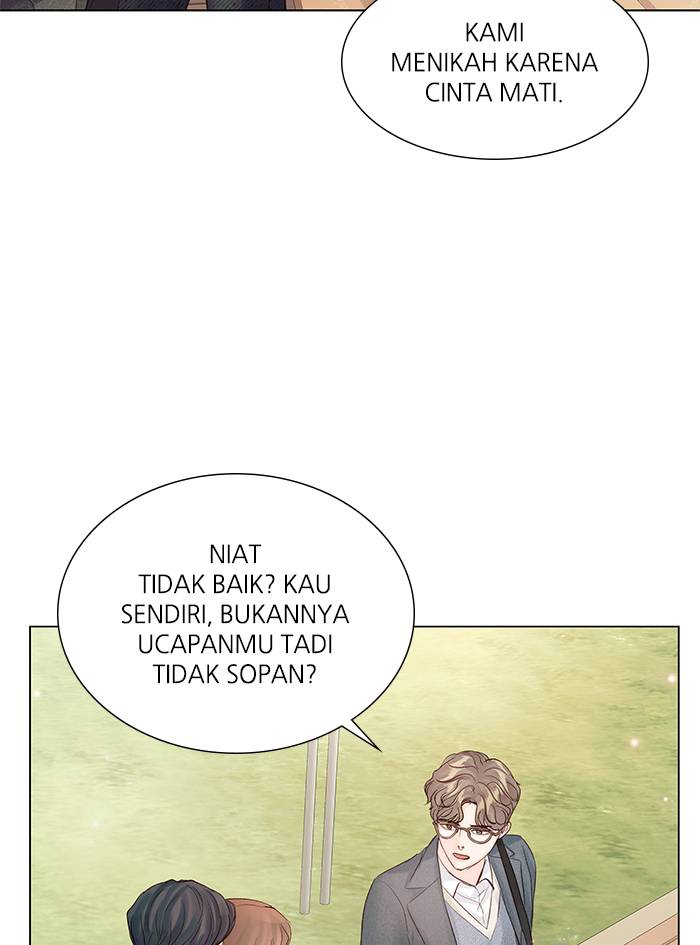 KAMI
MENIKAH KARENA
CINTA MATI.
NIAT
TIDAK BAIK? KAU
SENDIRI, BUKANNYA
UCAPANMU TADI
TIDAK SOPAN?